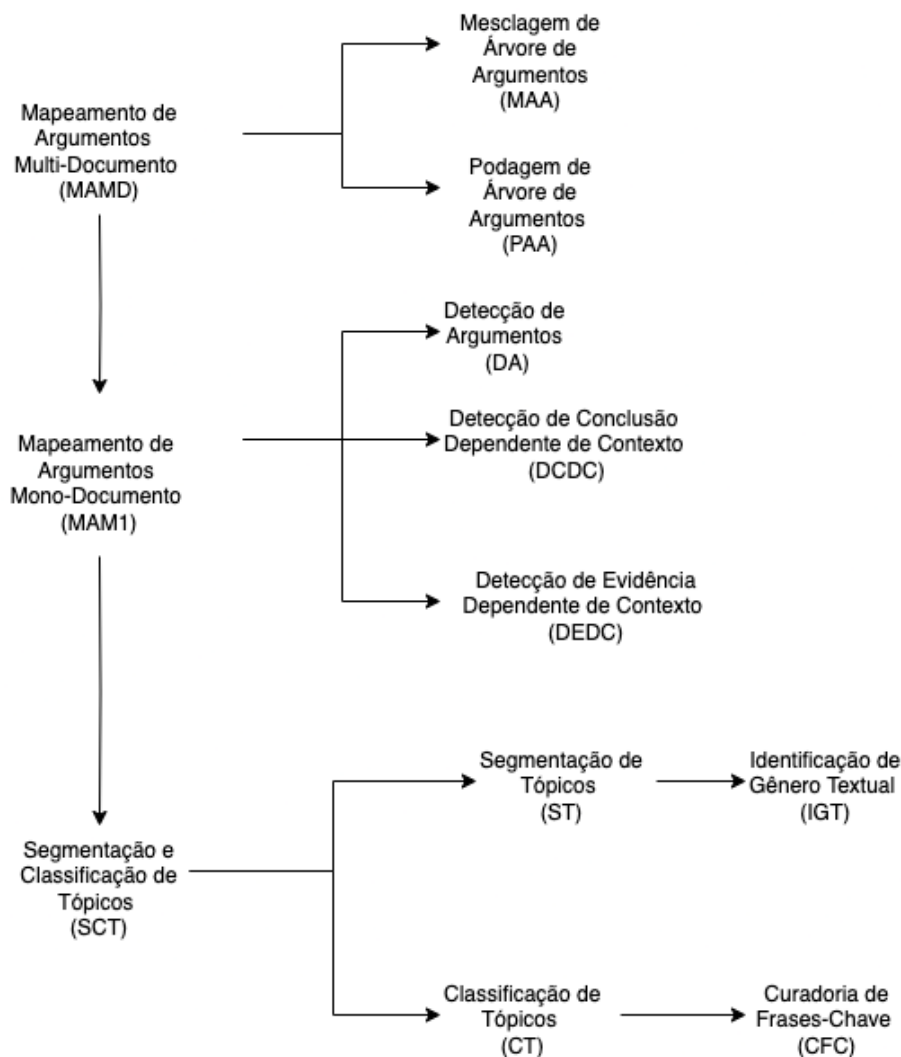 Mesclagem de
Árvore de
Argumentos
(MAA)
Mapeamento de
Argumentos
Multi-Documento
(MAMD)
Podagem de
Árvore de
Argumentos
(PAA)
Detecção de
Argumentos
(DA)
Detecção de Conclusão
Dependente de Contexto
(DCDC)
Mapeamento de
Argumentos
Mono-Documento
(MAM1)
Detecção de Evidência
Dependente de Contexto
(DEDC)
Segmentação de
Tópicos
(ST)
Identificação de
Gênero Textual
(IGT)
Segmentação e
Classificação de
Tópicos
(SCT)
Classificação de
Tópicos
(CT)
Curadoria de
Frases-Chave
(CFC)